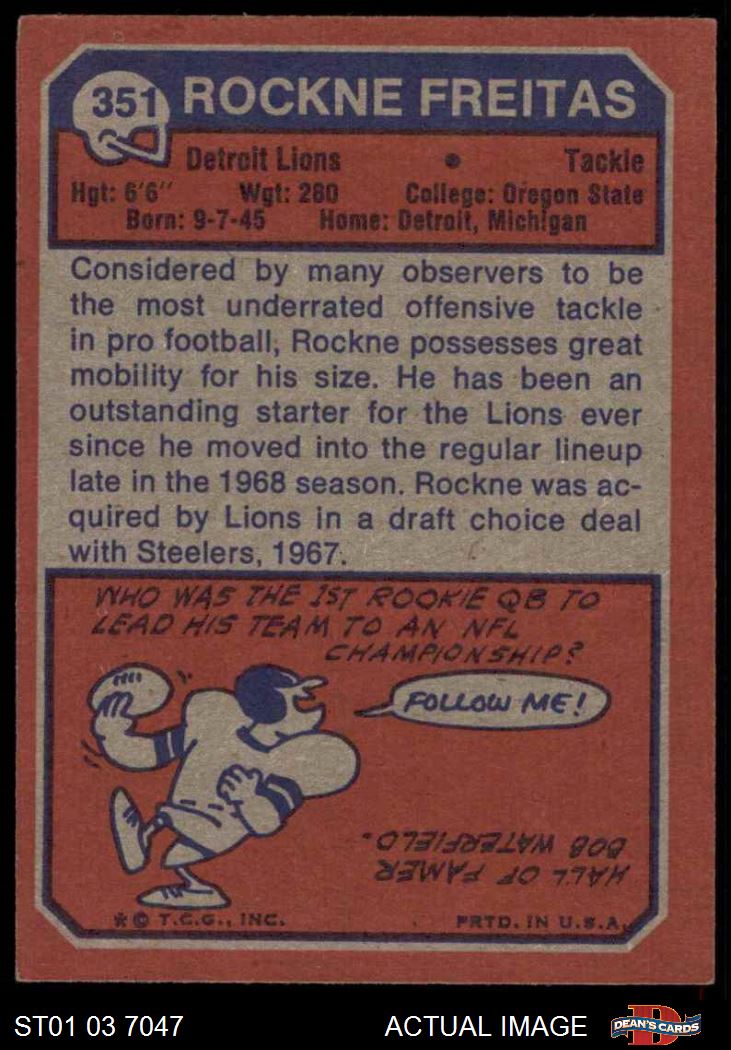 351 ROCKNE FREITAS
Detroit Lions • Tackle
Hgt: 6'6" Wgt: 280 College: Oregon State
Born: 9-7-45 Home: Detroit, Michigan
Considered by many observers to be
the most underrated offensive tackle
in pro football, Rockne possesses great
mobility for his size. He has been an
outstanding starter for the Lions ever
since he moved into the regular lineup
late in the 1968 season. Rockne was ac-
quired by Lions in a draft choice deal
with Steelers, 1967.
WHO WAS THE 1ST ROOKIE QB TO
LEAD HIS TEAM TO AN NFL
CHAMPIONSHIP?
FOLLOW ME!
HALL OF FAMER
BOB WATERFIELD.
* © T.C.G., INC. PRTD. IN U.S.A.
ST01 03 7047 ACTUAL IMAGE D DEAN'S CARDS